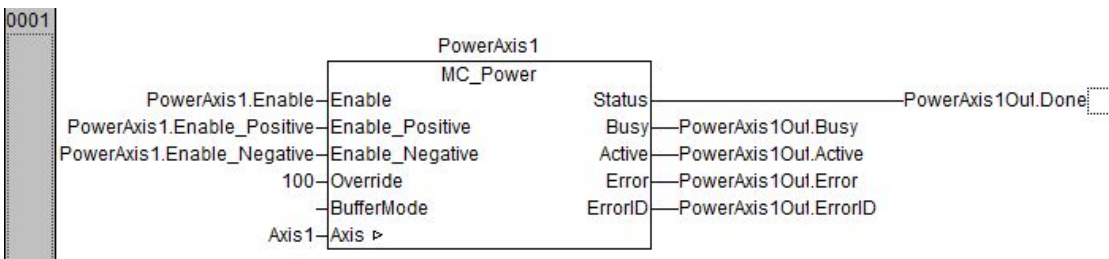 0001
PowerAxis1
MC_Power
PowerAxis1.Enable Enable Status PowerAxis1Out.Done
PowerAxis1.Enable_Positive Enable_Positive Busy PowerAxis1Out.Busy
PowerAxis1.Enable_Negative Enable_Negative Active PowerAxis1Out.Active
100 Override Error PowerAxis1Out.Error
BufferMode ErrorID PowerAxis1Out.ErrorID
Axis1 Axis